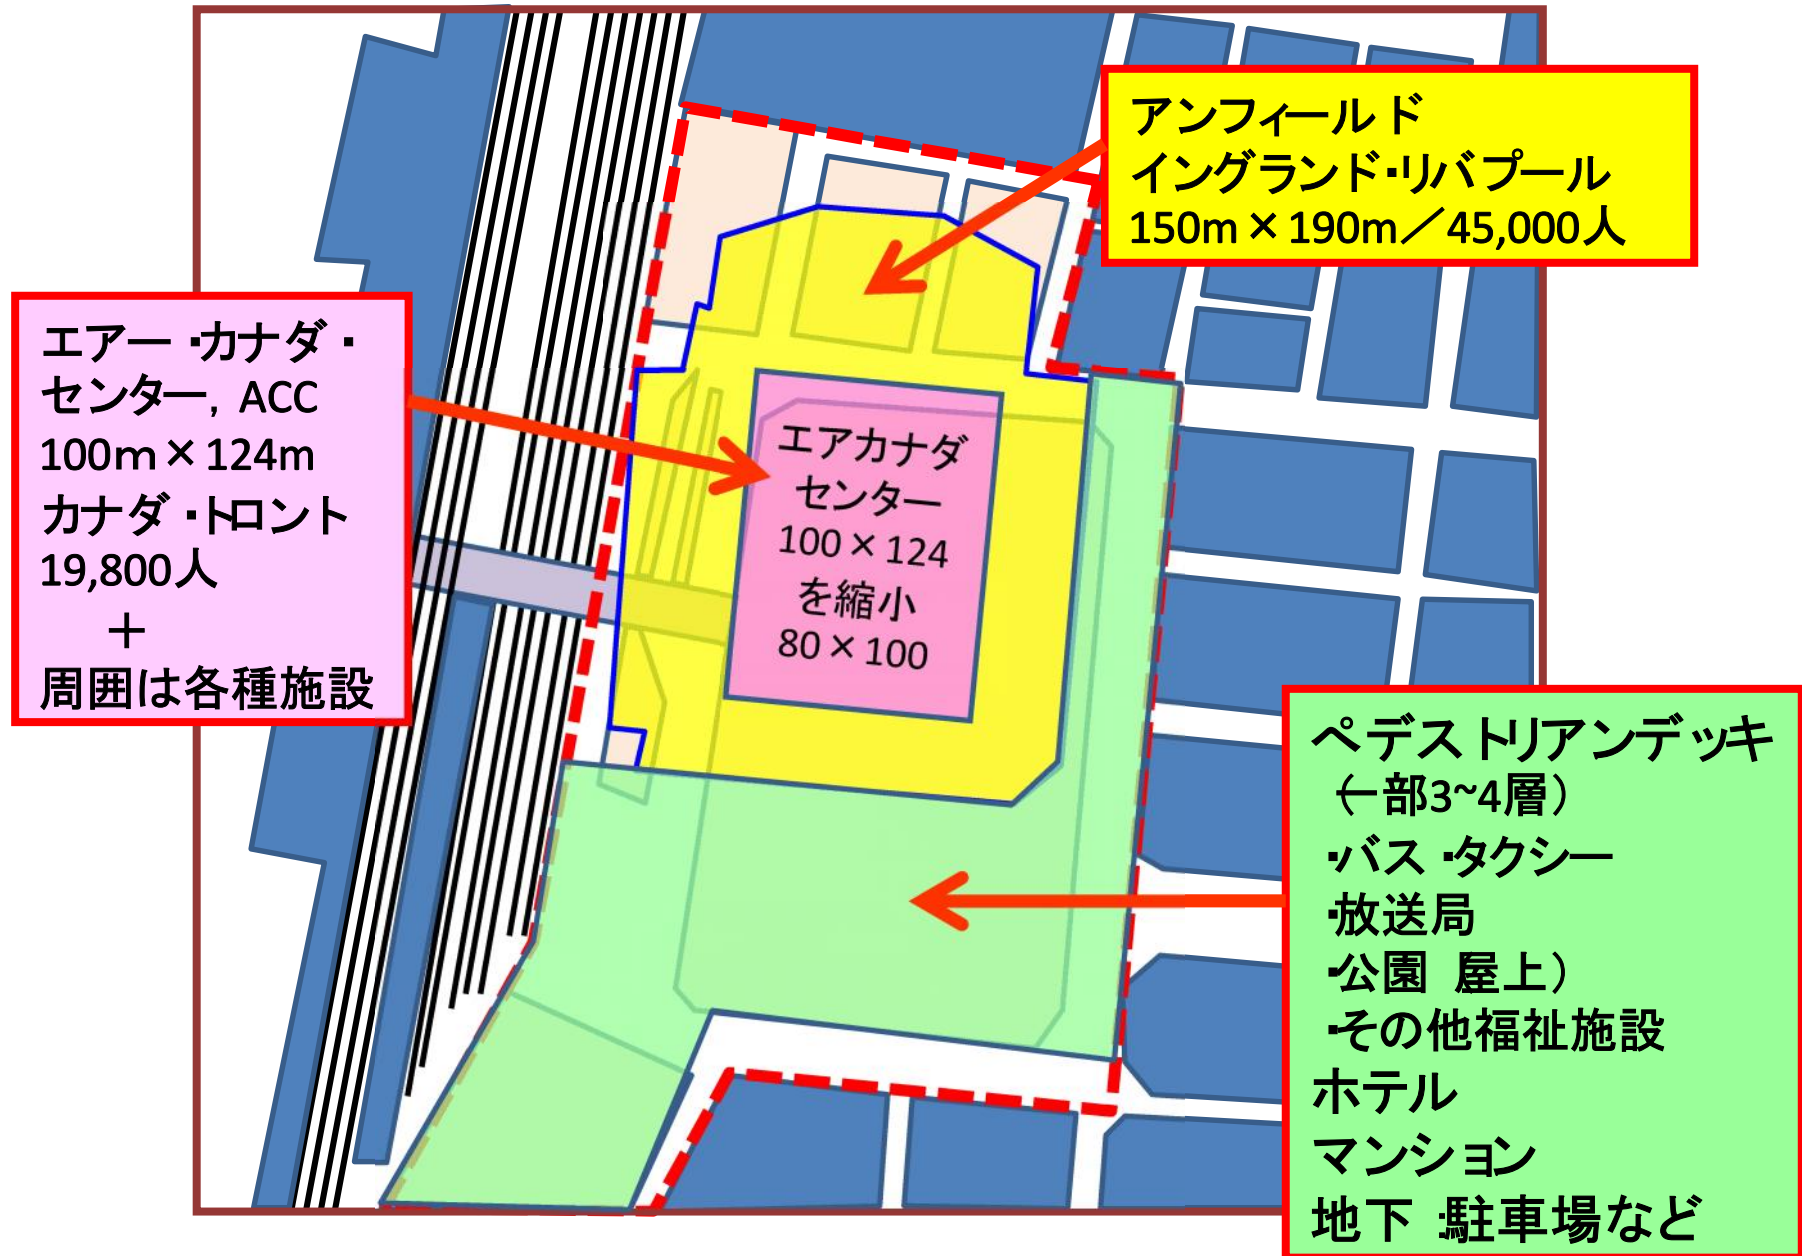 アンフィールド
イングランド・リバプール
150m×190m／45,000人
エアー・カナダ・
センター, ACC
100m×124m
カナダ・トロント
19,800人
＋
周囲は各種施設
エアカナダ
センター
100×124
を縮小
80×100
ペデストリアンデッキ
（一部3~4層）
・バス・タクシー
・放送局
・公園 屋上）
・その他福祉施設
ホテル
マンション
地下:駐車場など